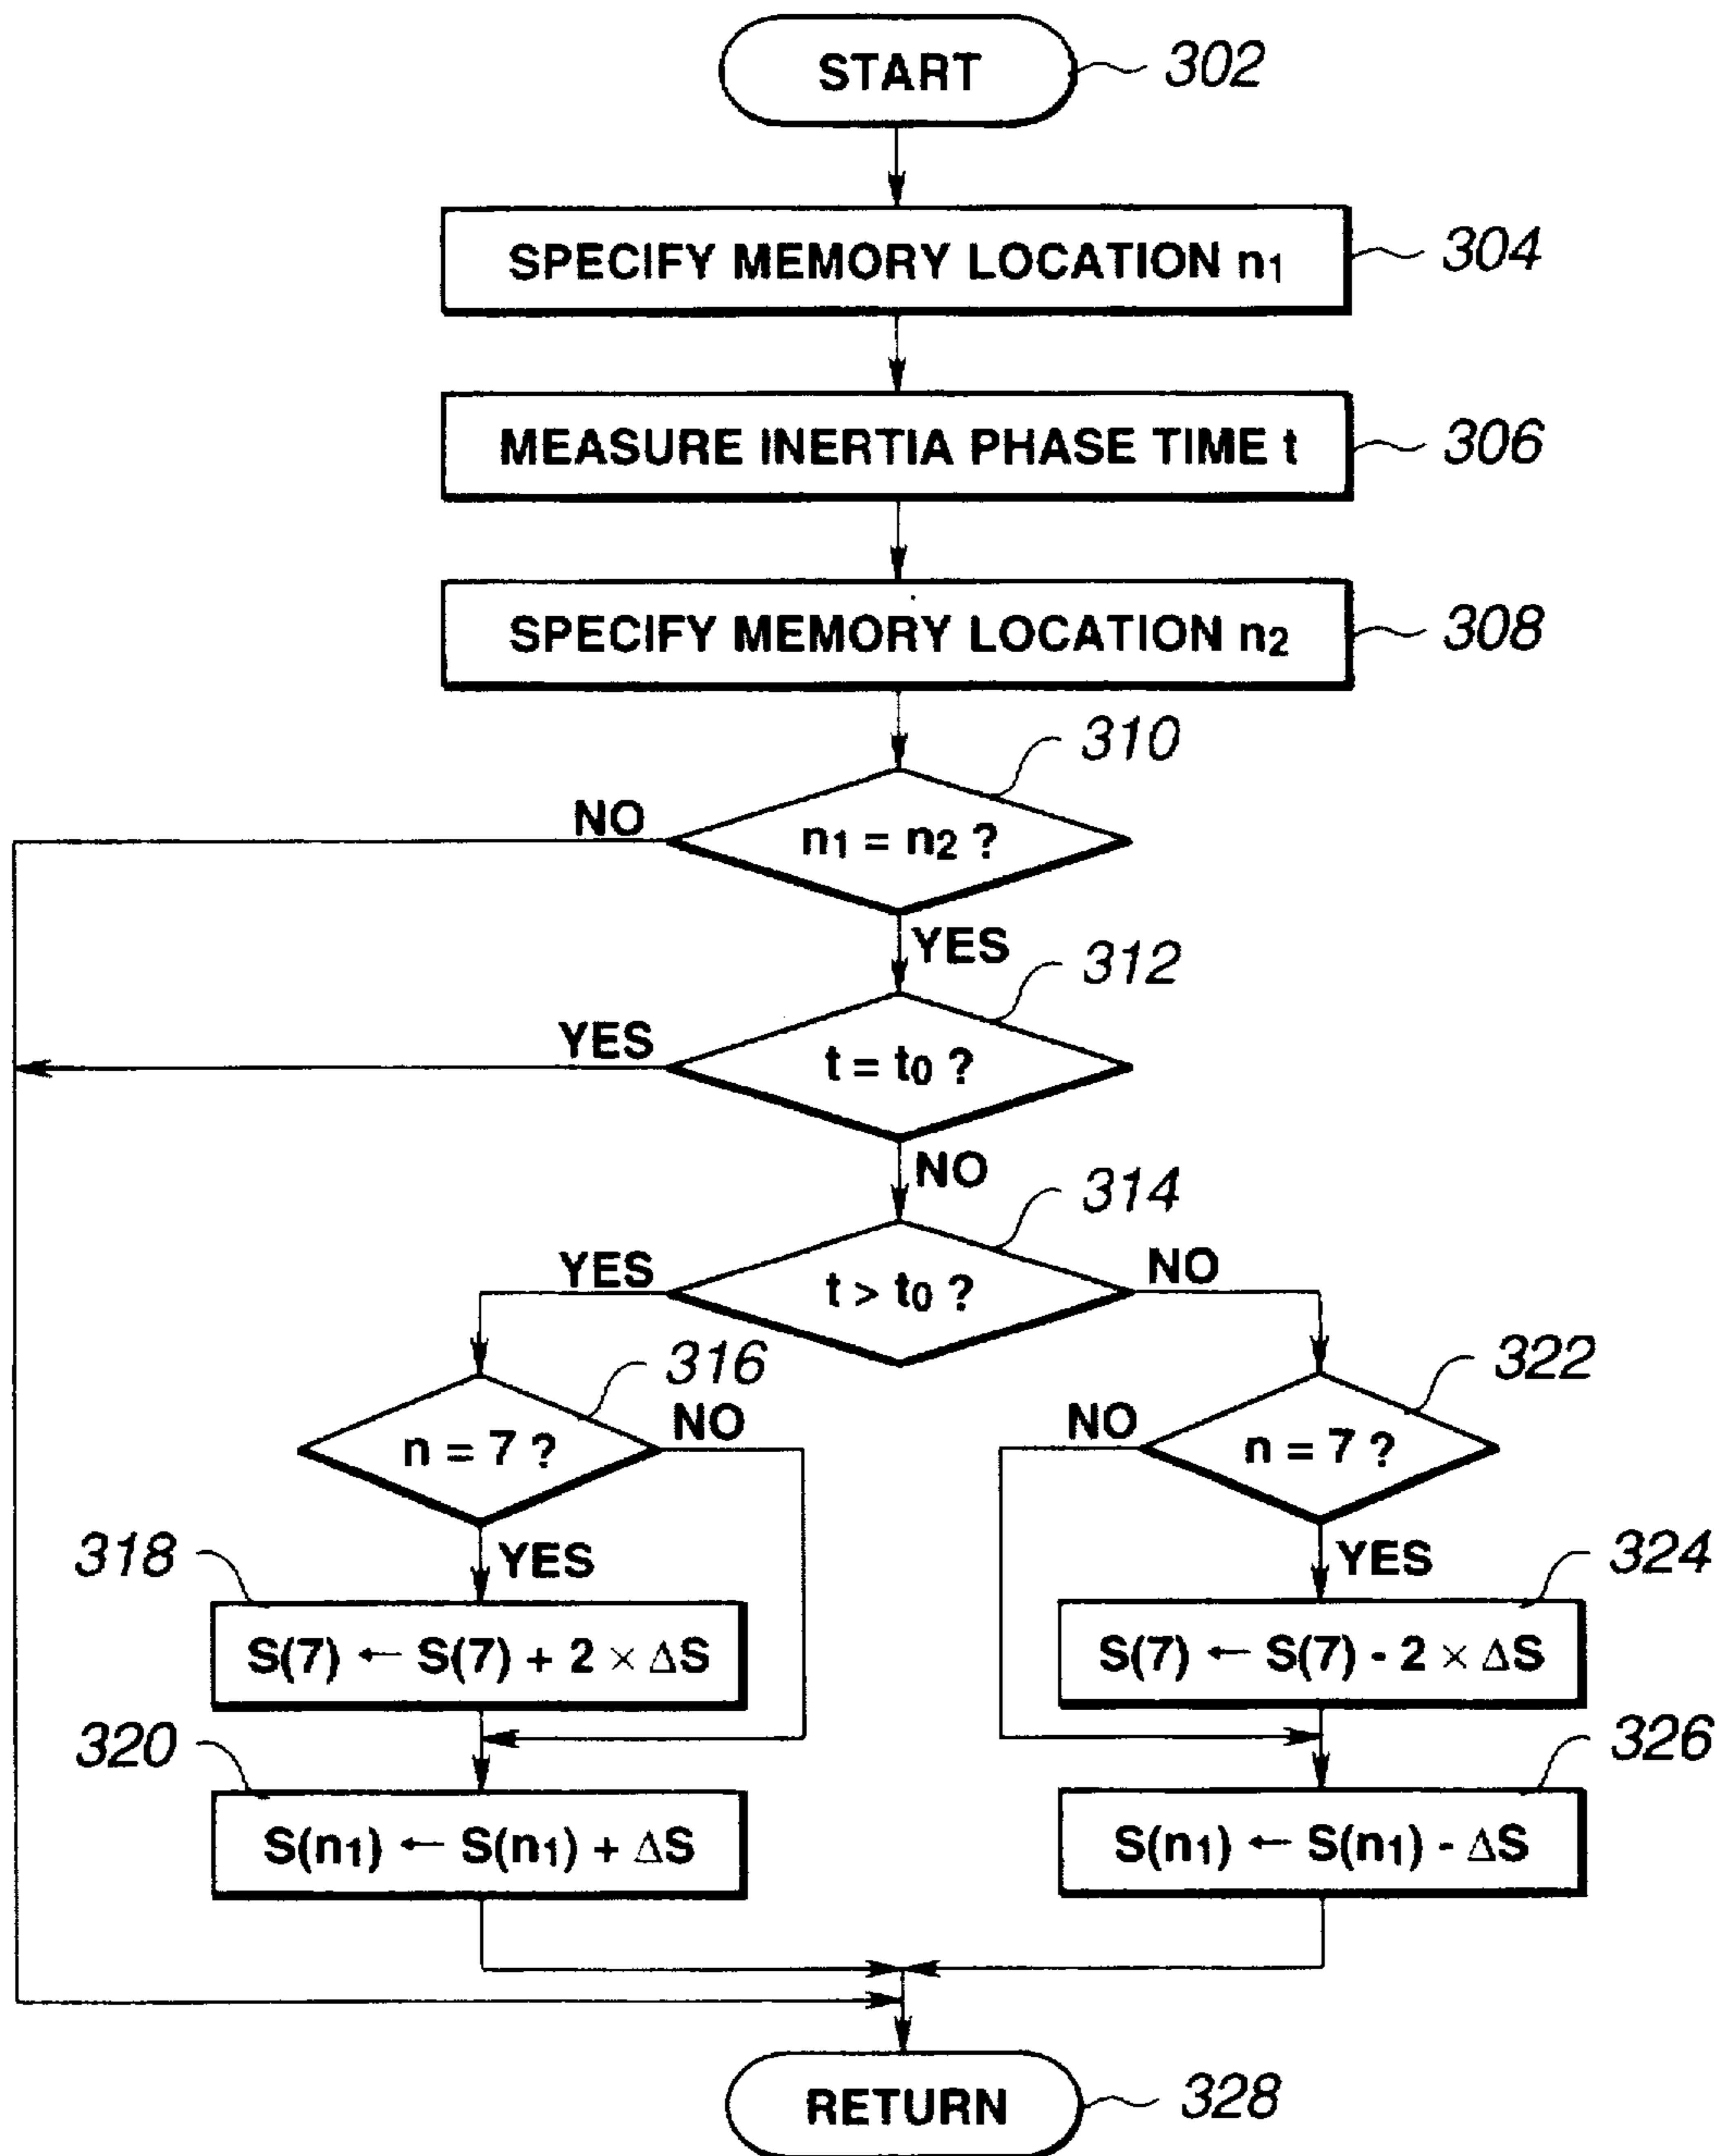 START
302
SPECIFY MEMORY LOCATION n1
304
MEASURE INERTIA PHASE TIME t
306
SPECIFY MEMORY LOCATION n2
308
310
NO
n1 = n2 ?
YES
312
YES
t = t0 ?
NO
314
YES
t > t0 ?
NO
316
n = 7 ?
NO
322
NO
n = 7 ?
318
YES
YES
324
S(7) ← S(7) + 2 × ΔS
S(7) ← S(7) - 2 × ΔS
320
326
S(n1) ← S(n1) + ΔS
S(n1) ← S(n1) - ΔS
RETURN
328